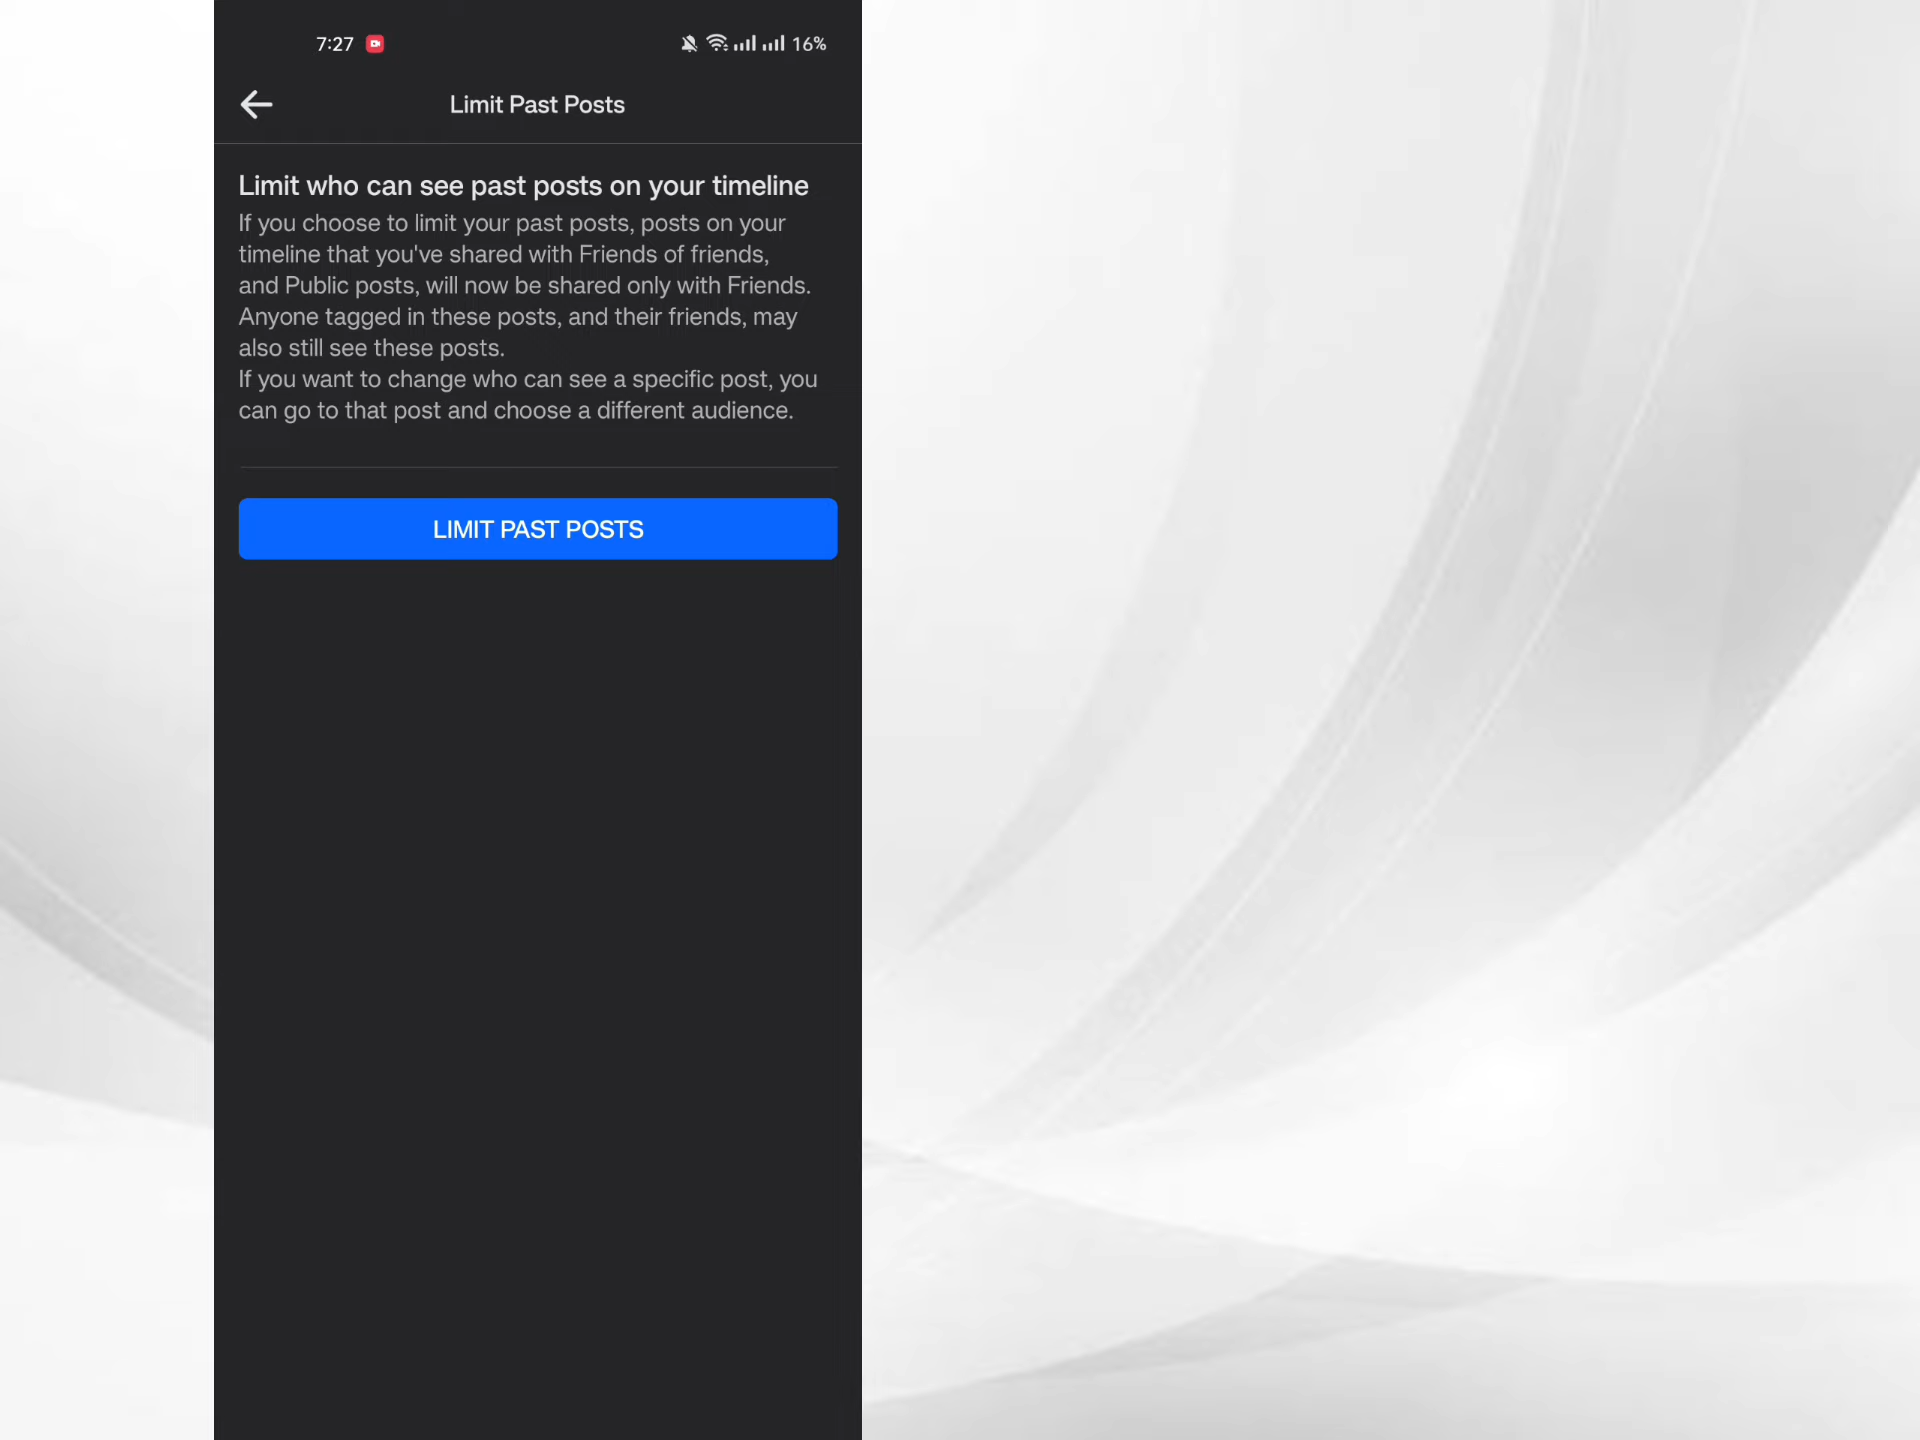 7:27 16%
Limit Past Posts
Limit who can see past posts on your timeline
If you choose to limit your past posts, posts on your
timeline that you've shared with Friends of friends,
and Public posts, will now be shared only with Friends.
Anyone tagged in these posts, and their friends, may
also still see these posts.
If you want to change who can see a specific post, you
can go to that post and choose a different audience.
LIMIT PAST POSTS